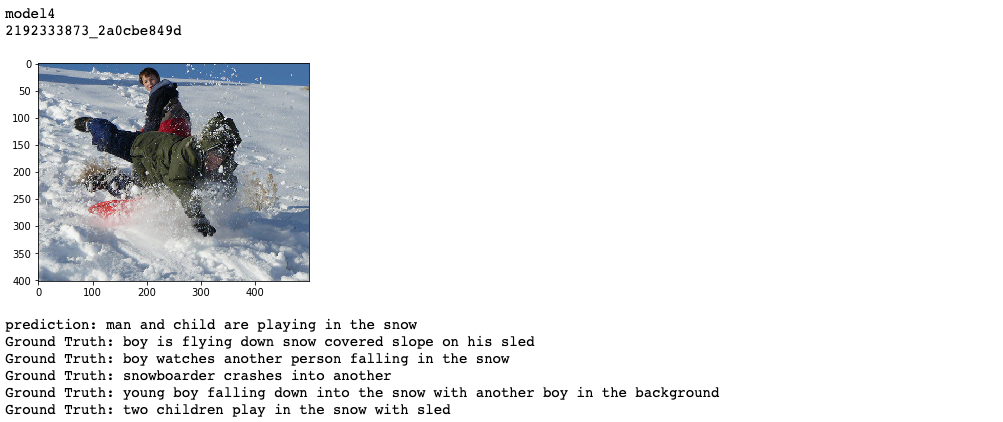 model4
2192333873_2a0cbe849d
0
50
100
150
200
250
300
350
400
0 100 200 300 400
prediction: man and child are playing in the snow
Ground Truth: boy is flying down snow covered slope on his sled
Ground Truth: boy watches another person falling in the snow
Ground Truth: snowboarder crashes into another
Ground Truth: young boy falling down into the snow with another boy in the background
Ground Truth: two children play in the snow with sled